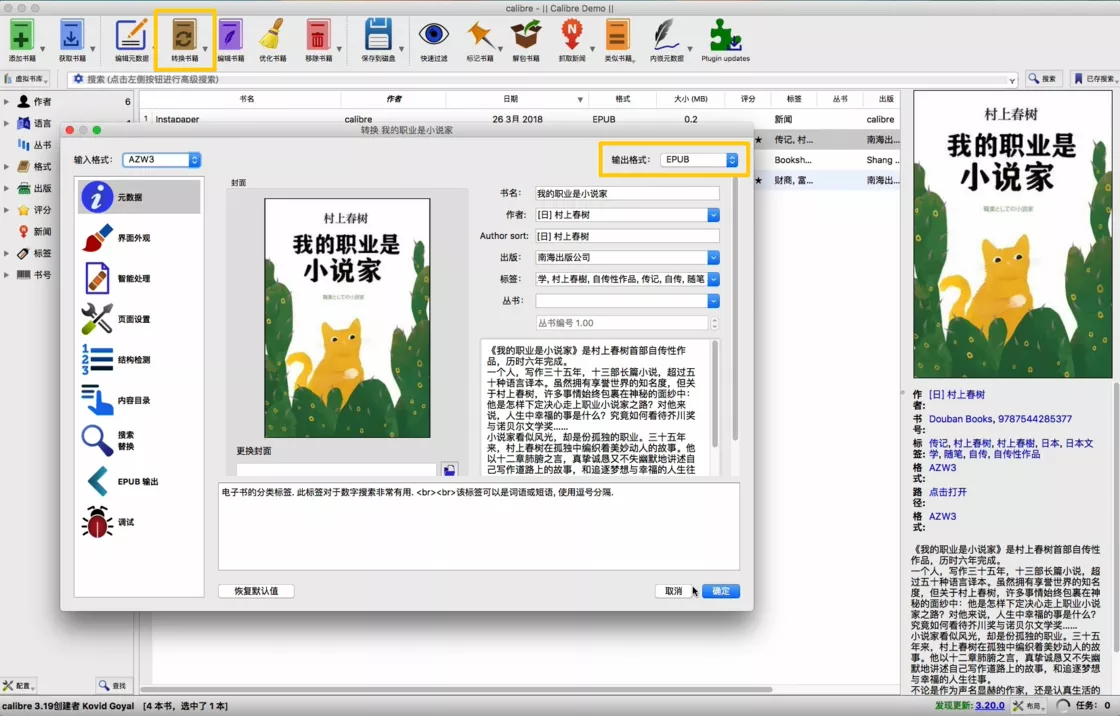 calibre - || Calibre Demo ||
添加书籍
获取书籍
编辑元数据
转换书籍
编辑书籍
优化书籍
移除书籍
保存到磁盘
快速过滤
标记书籍
解包书籍
抓取新闻
类似书籍
内嵌元数据
Plugin updates
虚拟书库
搜索 (点击左侧按钮进行高级搜索)
搜索
已存搜索
作者 6
语言
丛书
格式
出版
评分
新闻
标签
书号
书名 作者 日期 格式 大小 (MB) 评分 标签 丛书 出版
1 Instapaper calibre 26 3月 2018 EPUB 0.2 新闻 calibre
★ 传记, 村... 南海出...
Booksh... Shang ...
★ 财商, 富... 南海出...
转换 我的职业是小说家
输入格式: AZW3
输出格式: EPUB
元数据
界面外观
智能处理
页面设置
结构检测
内容目录
搜索
替换
EPUB 输出
调试
封面
村上春树
我的职业是
小说家
職業としての小説家
更换封面
书名: 我的职业是小说家
作者: [日] 村上春树
Author sort: [日] 村上春树
出版: 南海出版公司
标签: 学, 村上春樹, 自传性作品, 传记, 自传, 随笔
丛书:
丛书编号 1.00
《我的职业是小说家》是村上春树首部自传性作
品，历时六年完成。
一个人，写作三十五年，十三部长篇小说，超过五
十种语言译本。虽然拥有享誉世界的知名度，但关
于村上春树，许多事情始终包裹在神秘的面纱中：
他是怎样下定决心走上职业小说家之路？对他来
说，人生中幸福的事是什么？究竟如何看待芥川奖
与诺贝尔文学奖……
小说家看似风光，却是份孤独的职业。三十五年
来，村上春树在孤独中编织着美妙动人的故事。他
以十二章肺腑之言，真挚诚恳又不失幽默地讲述自
己写作道路上的故事，和追逐梦想与幸福的人生往
电子书的分类标签. 此标签对于数字搜索非常有用. <br><br>该标签可以是词语或短语, 使用逗号分隔.
恢复默认值
取消
确定
村上春树
我的职业是
小说家
職業としての小説家
作者: [日] 村上春树
书号: Douban Books, 9787544285377
标签: 传记, 村上春树, 村上春樹, 日本, 日本文
学, 随笔, 自传, 自传性作品
格式: AZW3
路径: 点击打开
格式: AZW3
《我的职业是小说家》是村上春树首部自传性
作品，历时六年完成。
一个人，写作三十五年，十三部长篇小说，超
过五十种语言译本。虽然拥有享誉世界的知名
度，但关于村上春树，许多事情始终包裹在神
秘的面纱中：他是怎样下定决心走上职业小说
家之路？对他来说，人生中幸福的事是什么？
究竟如何看待芥川奖与诺贝尔文学奖……
小说家看似风光，却是份孤独的职业。三十五
年来，村上春树在孤独中编织着美妙动人的故
事。他以十二章肺腑之言，真挚诚恳又不失幽
默地讲述自己写作道路上的故事，和追逐梦想
与幸福的人生往事。
不论是作为声名显赫的作家，还是认真生活的
配置
查找
calibre 3.19创建者 Kovid Goyal [4 本书，选中了 1 本]
发现更新: 3.20.0
布局
任务: 0